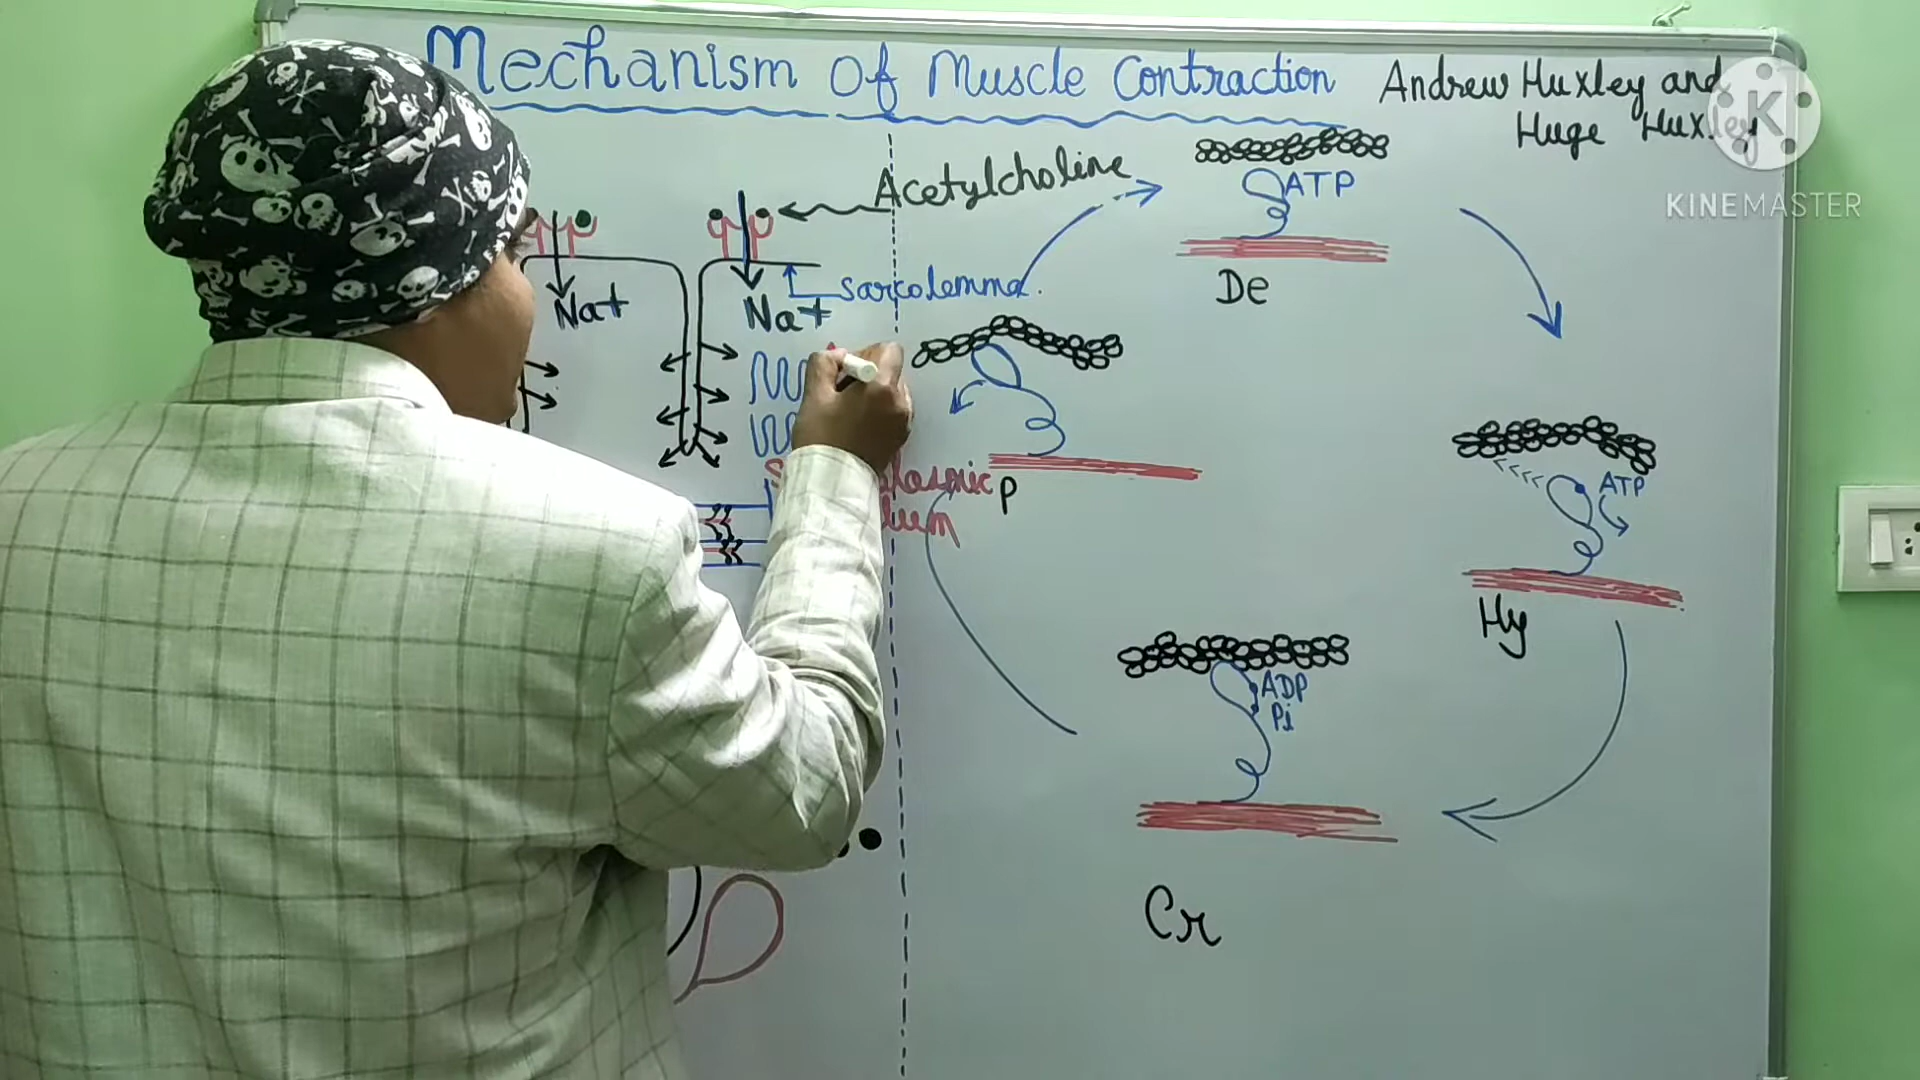 Mechanism Of Muscle Contraction
Andrew Huxley and
Huge Huxley
Acetylcholine
ATP
Na+
Na+
Sarcolemma.
De
P
ATP
Hy
ADP
Pi
Cr
KINEMASTER